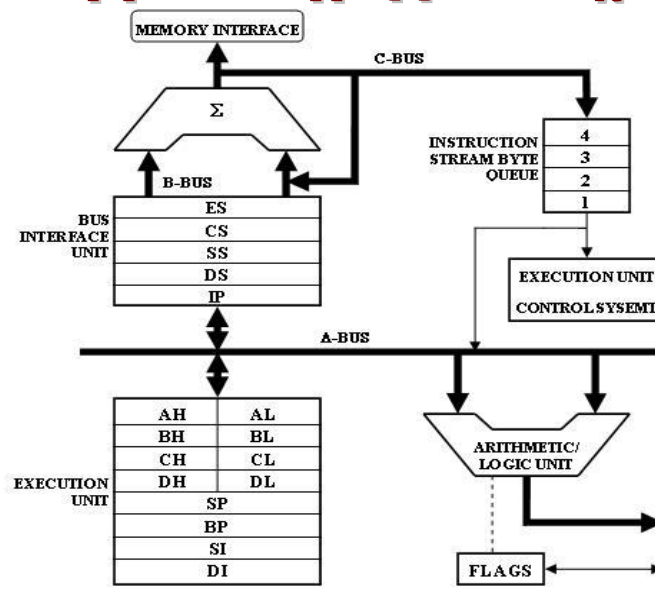 MEMORY INTERFACE
C-BUS
Σ
B-BUS
INSTRUCTION
STREAM BYTE
QUEUE
4
3
2
1
BUS
INTERFACE
UNIT
ES
CS
SS
DS
IP
EXECUTION UNIT
CONTROL SYSEMT
A-BUS
EXECUTION
UNIT
AH AL
BH BL
CH CL
DH DL
SP
BP
SI
DI
ARITHMETIC/
LOGIC UNIT
FLAGS